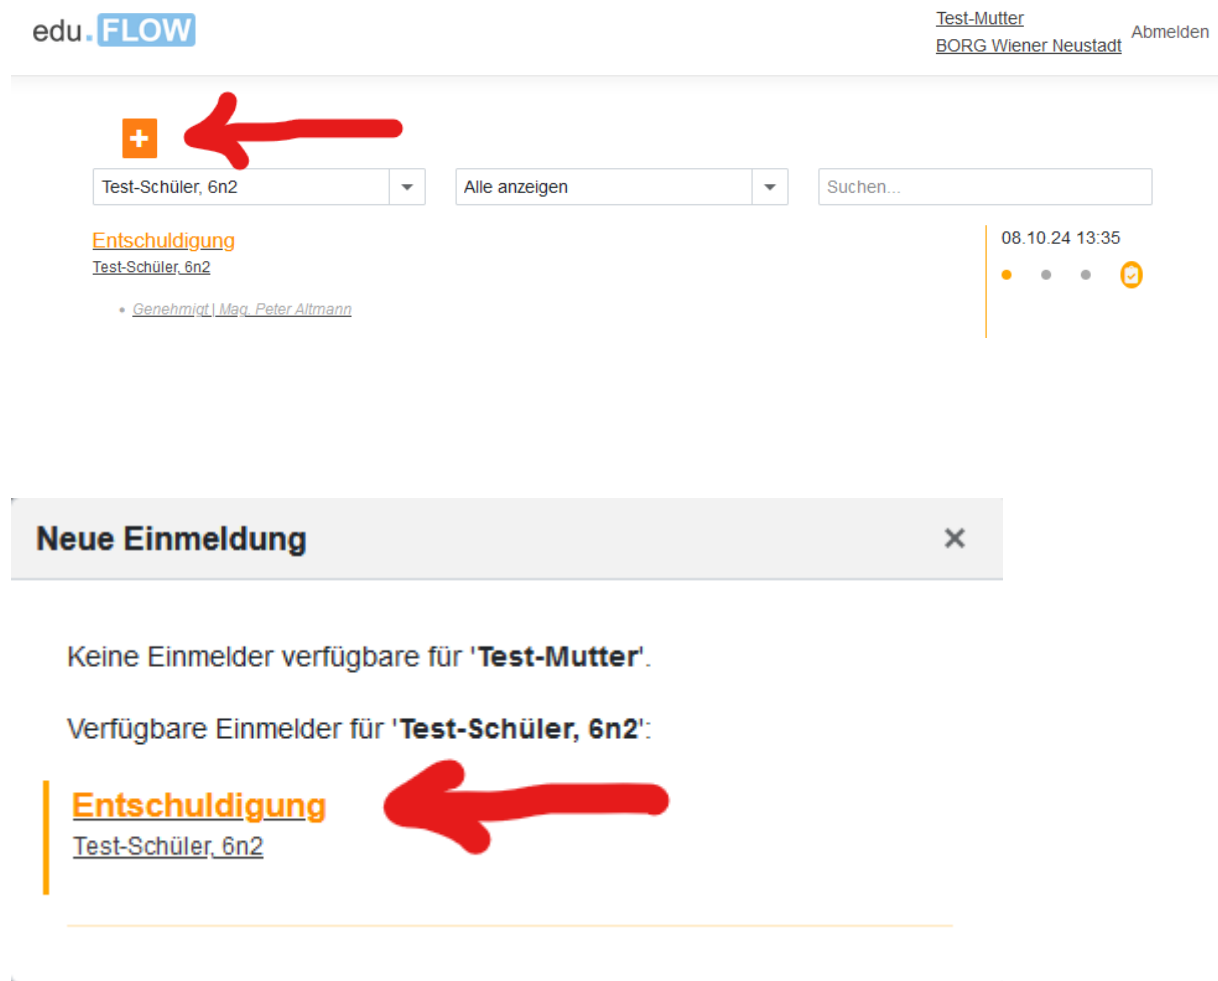 edu.FLOW
Test-Mutter
BORG Wiener Neustadt
Abmelden
+
Test-Schüler, 6n2
Alle anzeigen
Suchen...
Entschuldigung
08.10.24 13:35
Test-Schüler, 6n2
• Genehmigt | Mag. Peter Altmann
Neue Einmeldung
×
Keine Einmelder verfügbare für 'Test-Mutter'.
Verfügbare Einmelder für 'Test-Schüler, 6n2':
Entschuldigung
Test-Schüler, 6n2